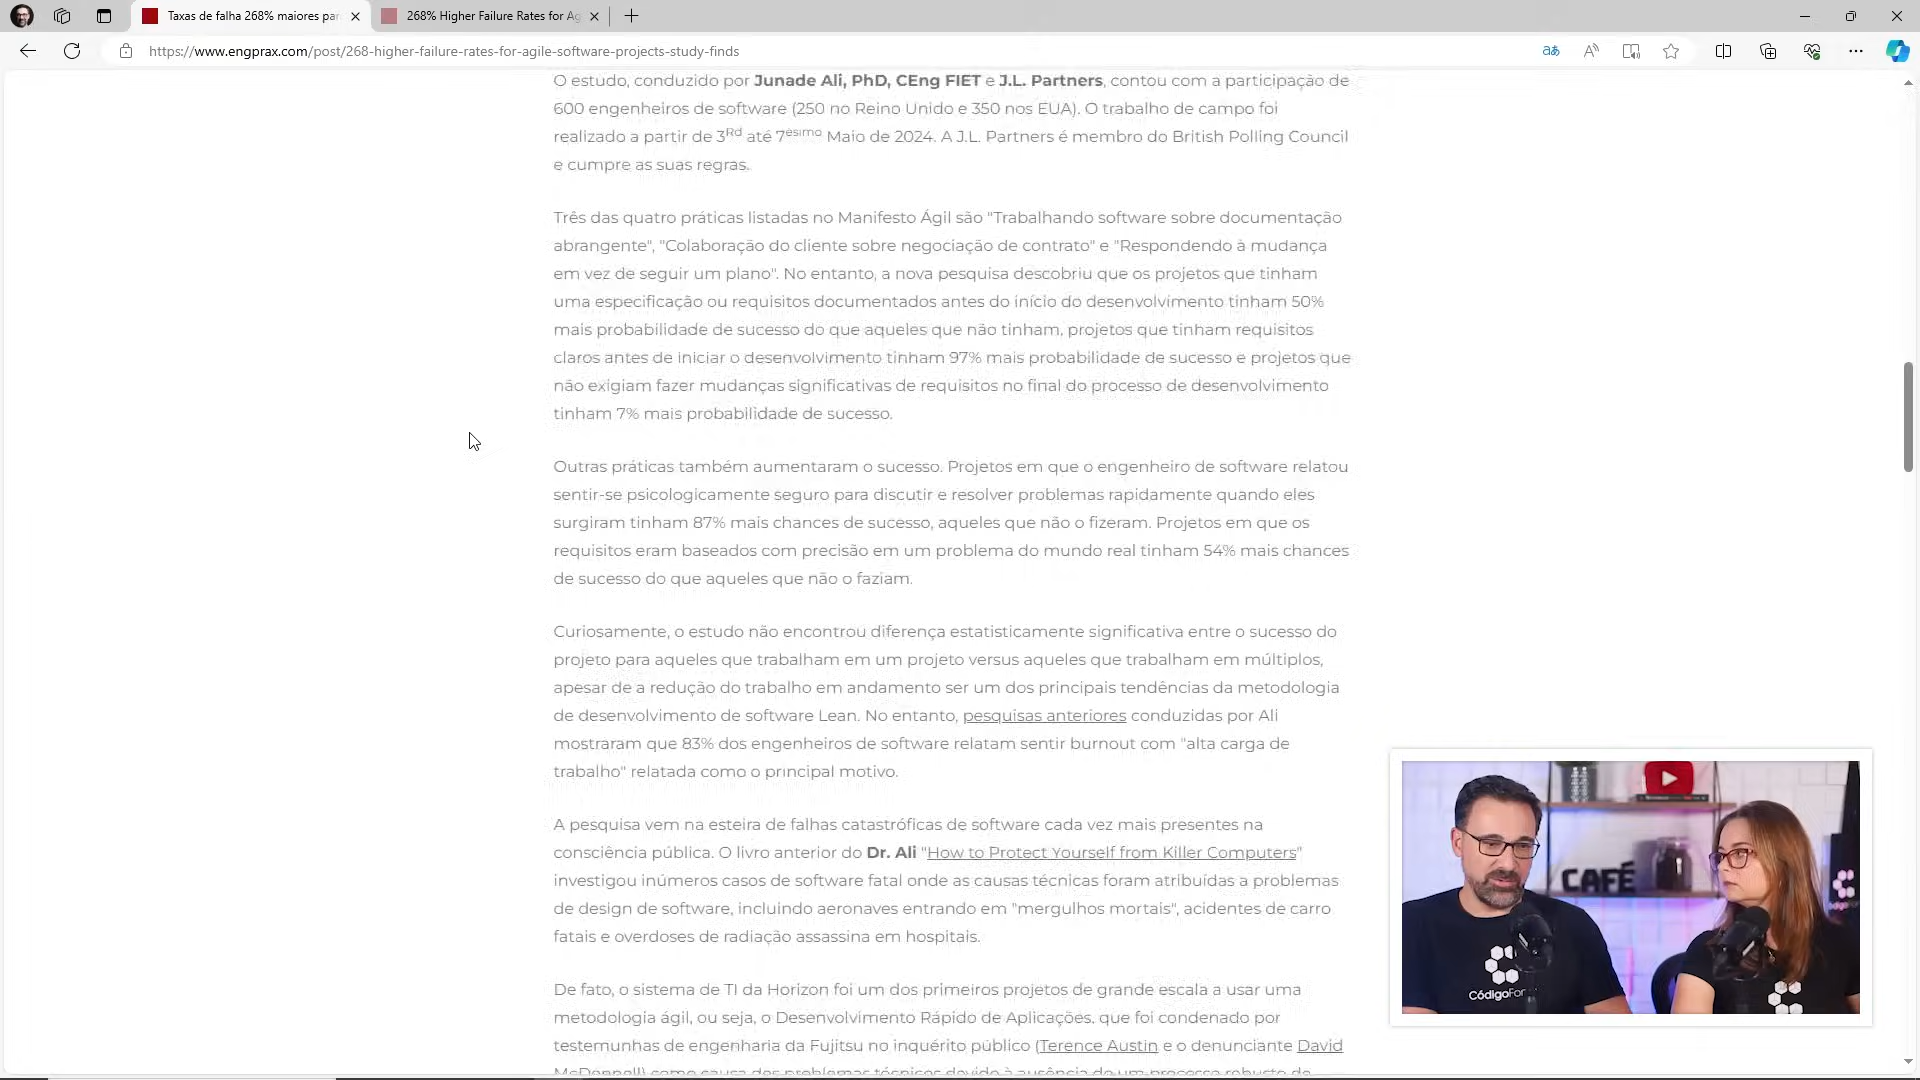 Taxas de falha 268% maiores par
268% Higher Failure Rates for Ag
https://www.engprax.com/post/268-higher-failure-rates-for-agile-software-projects-study-finds
O estudo, conduzido por Junade Ali, PhD, CEng FIET e J.L. Partners, contou com a participação de
600 engenheiros de software (250 no Reino Unido e 350 nos EUA). O trabalho de campo foi
realizado a partir de 3Rd até 7ésimo Maio de 2024. A J.L. Partners é membro do British Polling Council
e cumpre as suas regras.
Três das quatro práticas listadas no Manifesto Ágil são "Trabalhando software sobre documentação
abrangente", "Colaboração do cliente sobre negociação de contrato" e "Respondendo à mudança
em vez de seguir um plano". No entanto, a nova pesquisa descobriu que os projetos que tinham
uma especificação ou requisitos documentados antes do início do desenvolvimento tinham 50%
mais probabilidade de sucesso do que aqueles que não tinham, projetos que tinham requisitos
claros antes de iniciar o desenvolvimento tinham 97% mais probabilidade de sucesso e projetos que
não exigiam fazer mudanças significativas de requisitos no final do processo de desenvolvimento
tinham 7% mais probabilidade de sucesso.
Outras práticas também aumentaram o sucesso. Projetos em que o engenheiro de software relatou
sentir-se psicologicamente seguro para discutir e resolver problemas rapidamente quando eles
surgiram tinham 87% mais chances de sucesso, aqueles que não o fizeram. Projetos em que os
requisitos eram baseados com precisão em um problema do mundo real tinham 54% mais chances
de sucesso do que aqueles que não o faziam.
Curiosamente, o estudo não encontrou diferença estatisticamente significativa entre o sucesso do
projeto para aqueles que trabalham em um projeto versus aqueles que trabalham em múltiplos,
apesar de a redução do trabalho em andamento ser um dos principais tendências da metodologia
de desenvolvimento de software Lean. No entanto, pesquisas anteriores conduzidas por Ali
mostraram que 83% dos engenheiros de software relatam sentir burnout com "alta carga de
trabalho" relatada como o principal motivo.
A pesquisa vem na esteira de falhas catastróficas de software cada vez mais presentes na
consciência pública. O livro anterior do Dr. Ali "How to Protect Yourself from Killer Computers"
investigou inúmeros casos de software fatal onde as causas técnicas foram atribuídas a problemas
de design de software, incluindo aeronaves entrando em "mergulhos mortais", acidentes de carro
fatais e overdoses de radiação assassina em hospitais.
De fato, o sistema de TI da Horizon foi um dos primeiros projetos de grande escala a usar uma
metodologia ágil, ou seja, o Desenvolvimento Rápido de Aplicações, que foi condenado por
testemunhas de engenharia da Fujitsu no inquérito público (Terence Austin e o denunciante David
McDonnell) como causa dos problemas técnicos devido à ausência de um processo robusto de
CAFÉ
CódigoFon